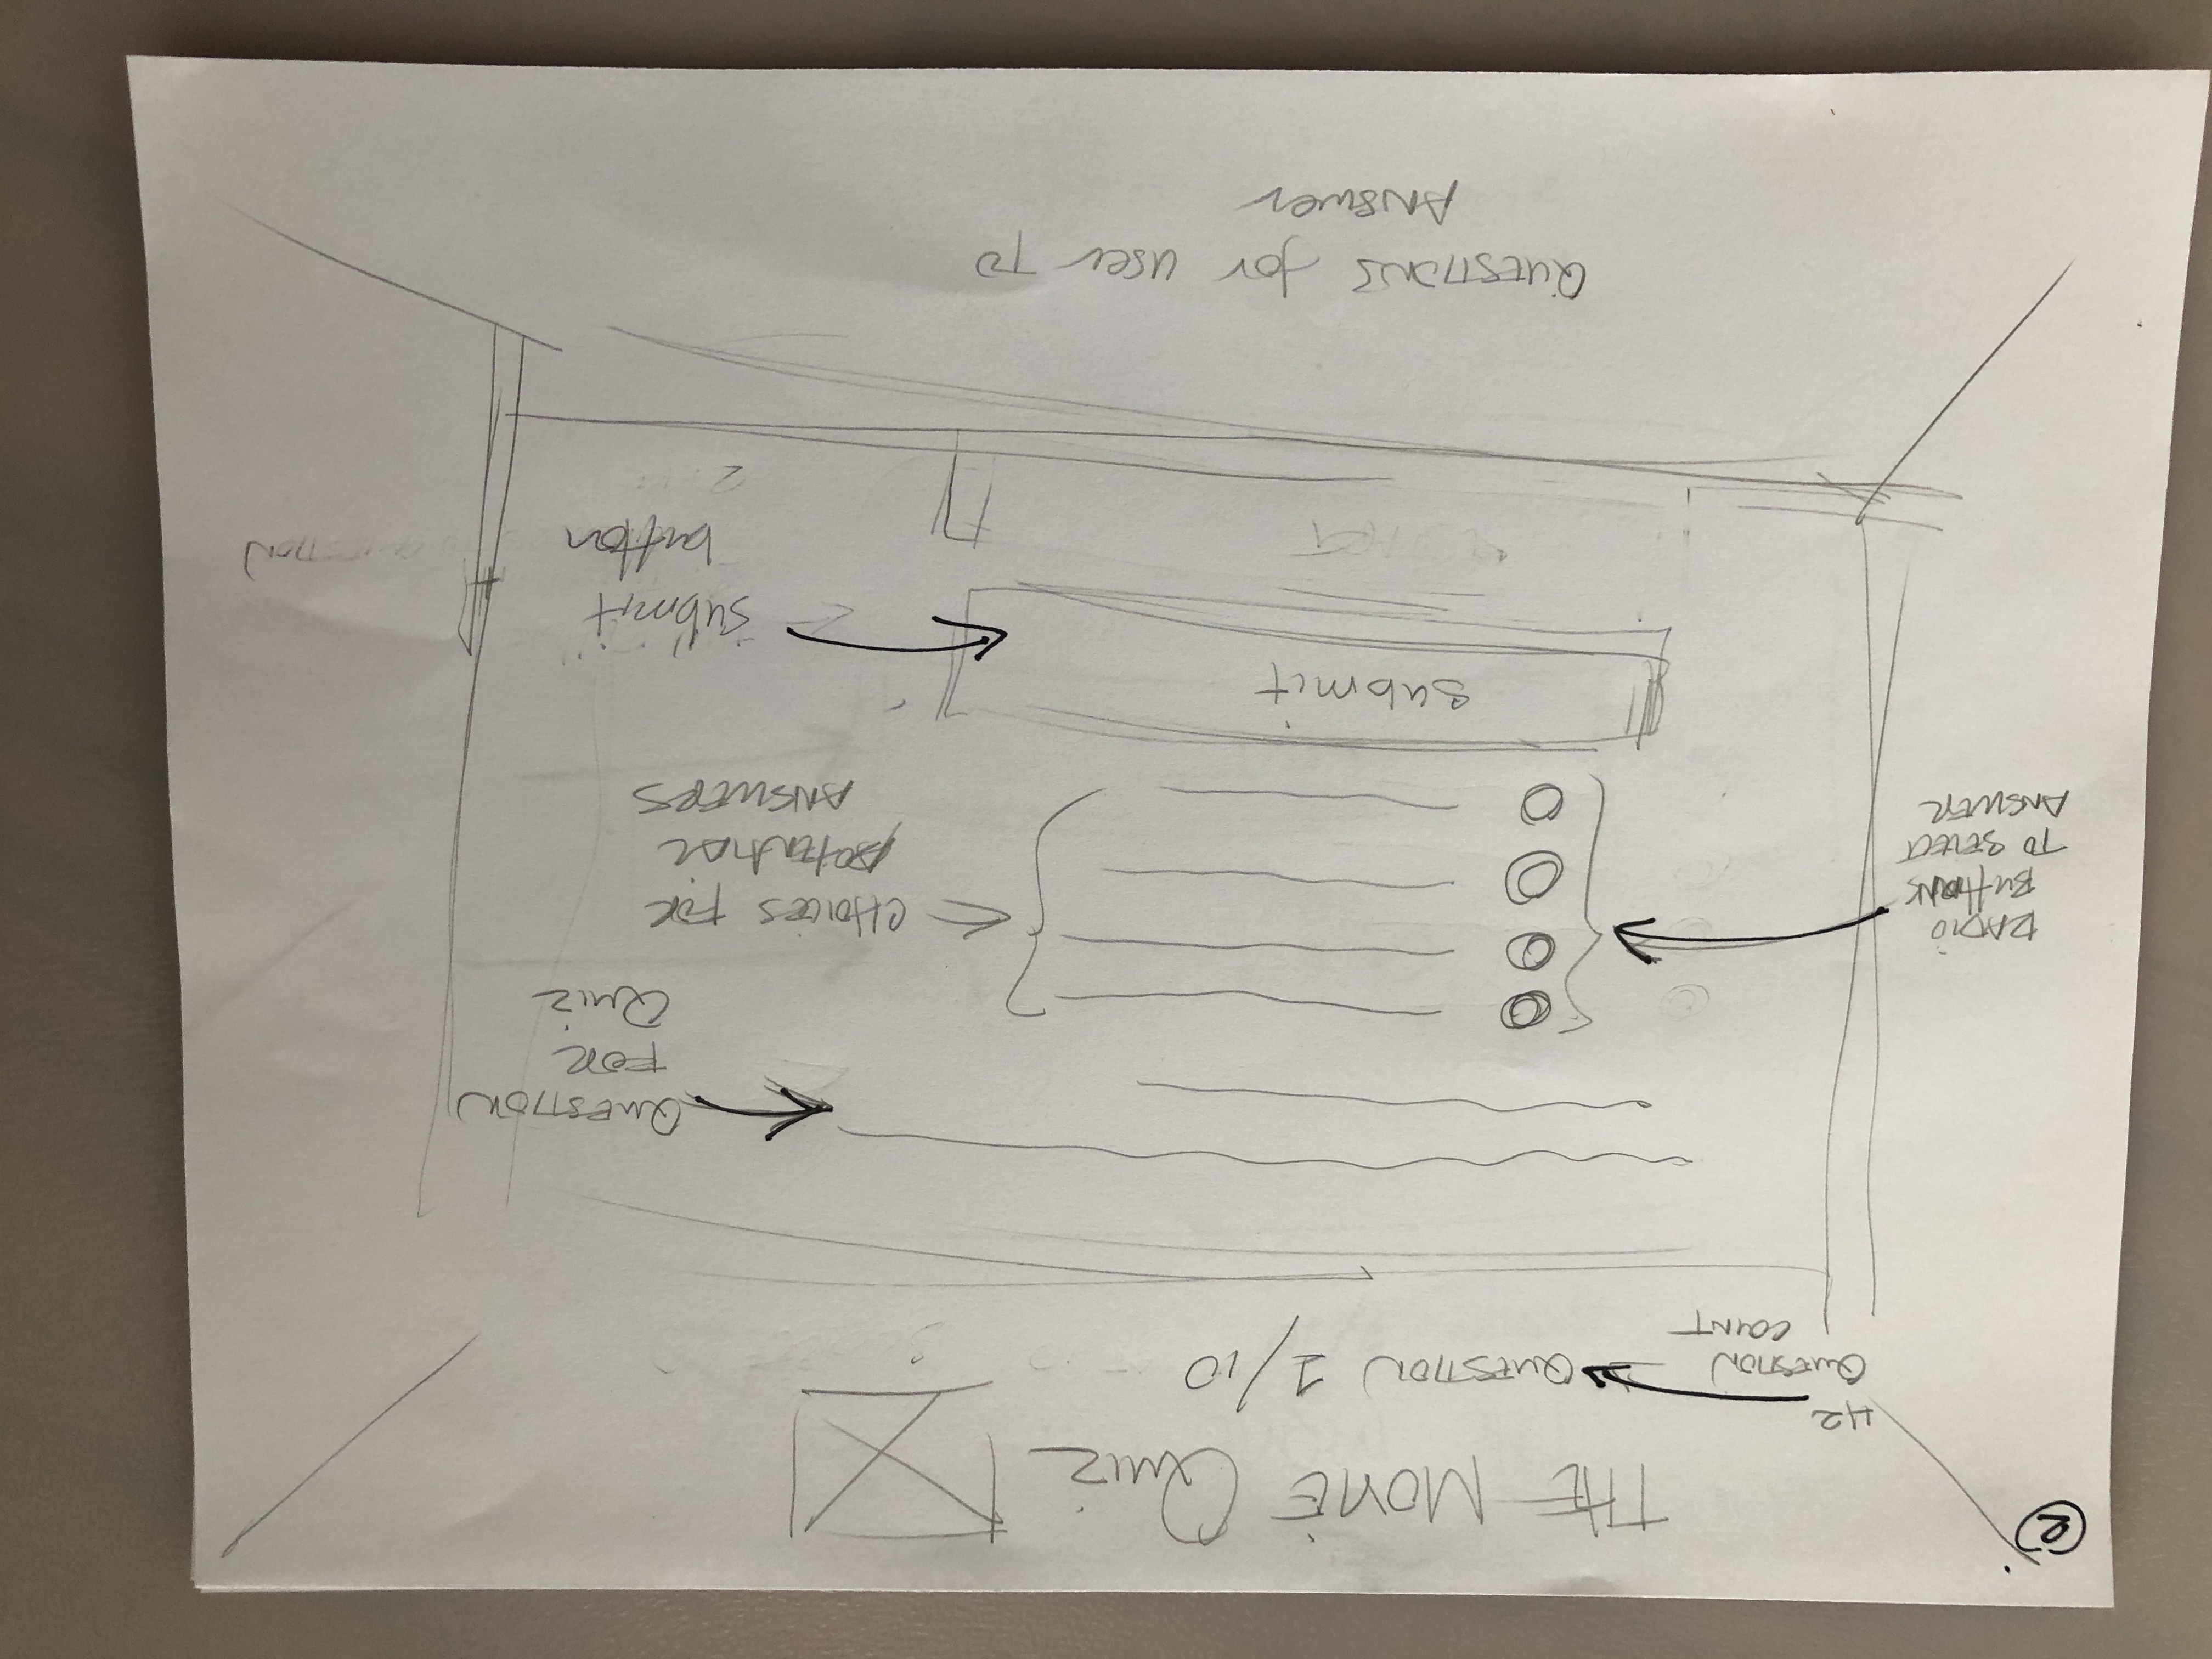 2
THE MOVIE QUIZ
H2
QUESTION
COUNT
QUESTION 1/10
QUESTION
FOR
QUIZ
RADIO
BUTTONS
TO SELECT
ANSWER
CHOICES FOR
POTENTIAL
ANSWERS
submit
"submit"
button
QUESTIONS for user TO
ANSWER